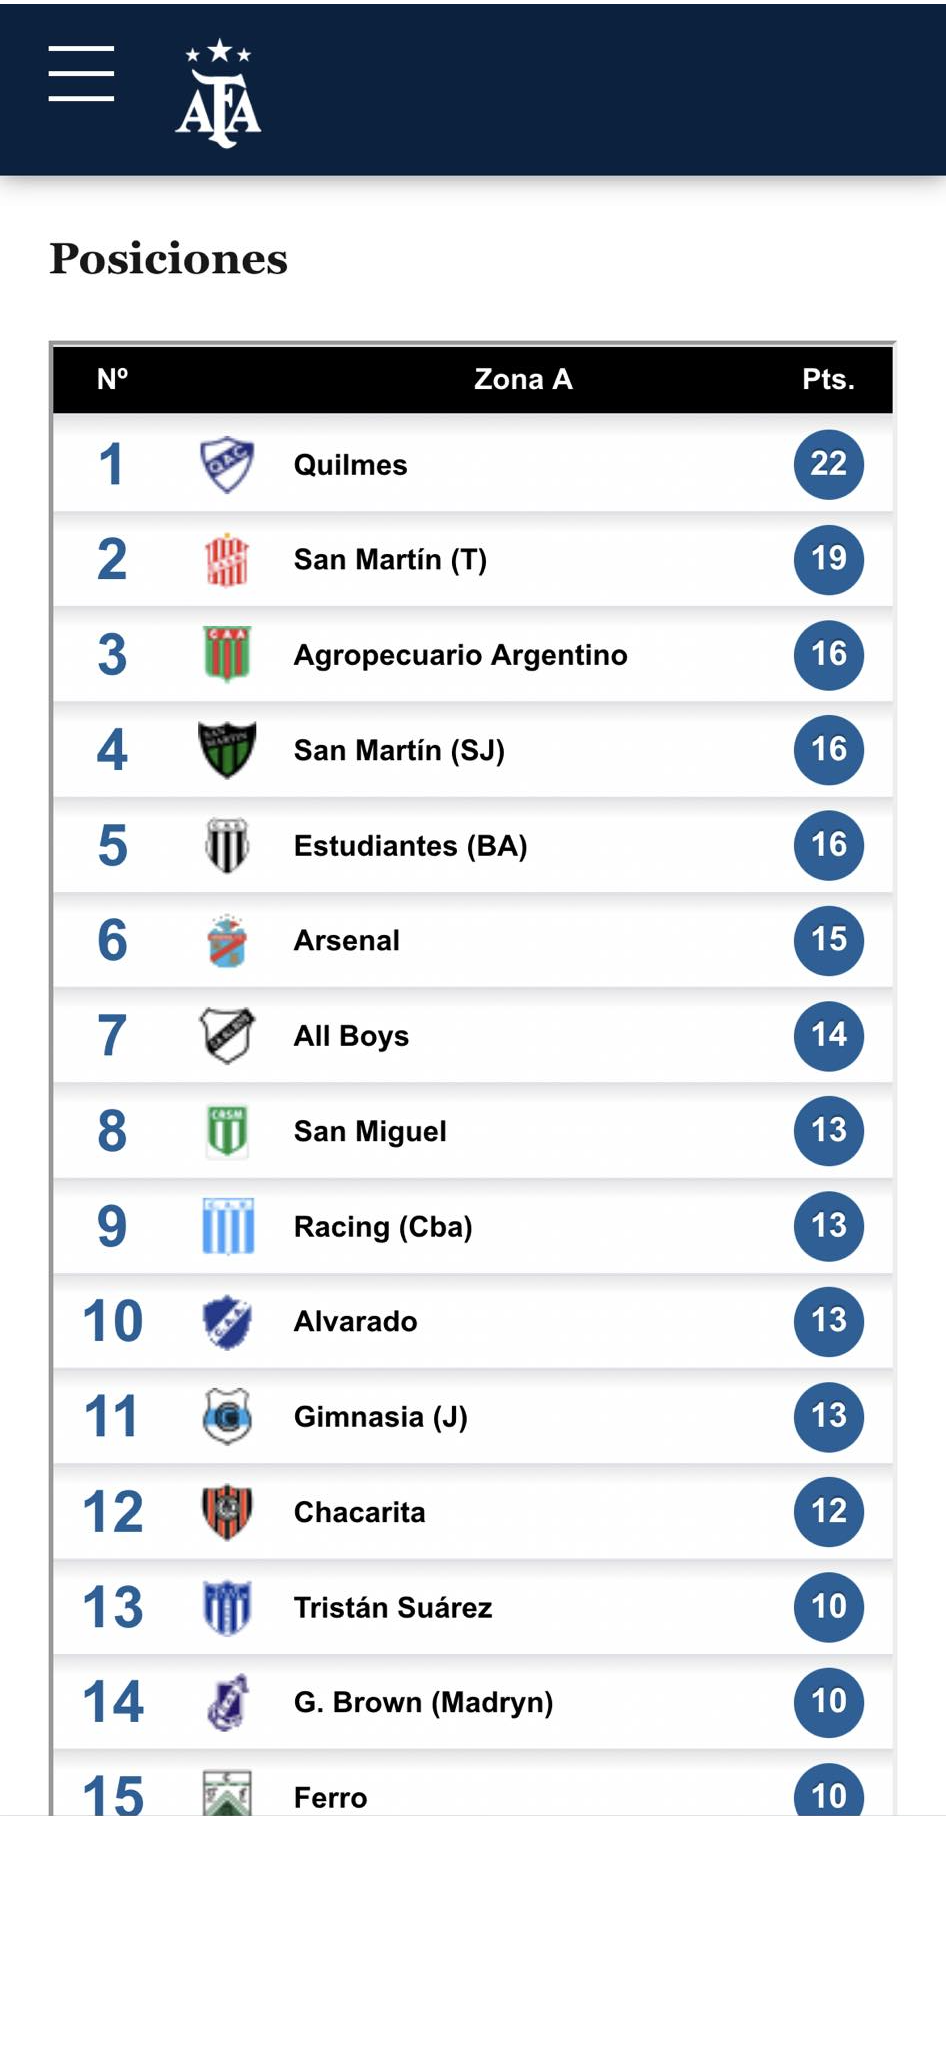 AFA
Posiciones
Nº Zona A Pts.
1 Quilmes 22
2 San Martín (T) 19
3 Agropecuario Argentino 16
4 San Martín (SJ) 16
5 Estudiantes (BA) 16
6 Arsenal 15
7 All Boys 14
8 San Miguel 13
9 Racing (Cba) 13
10 Alvarado 13
11 Gimnasia (J) 13
12 Chacarita 12
13 Tristán Suárez 10
14 G. Brown (Madryn) 10
15 Ferro 10